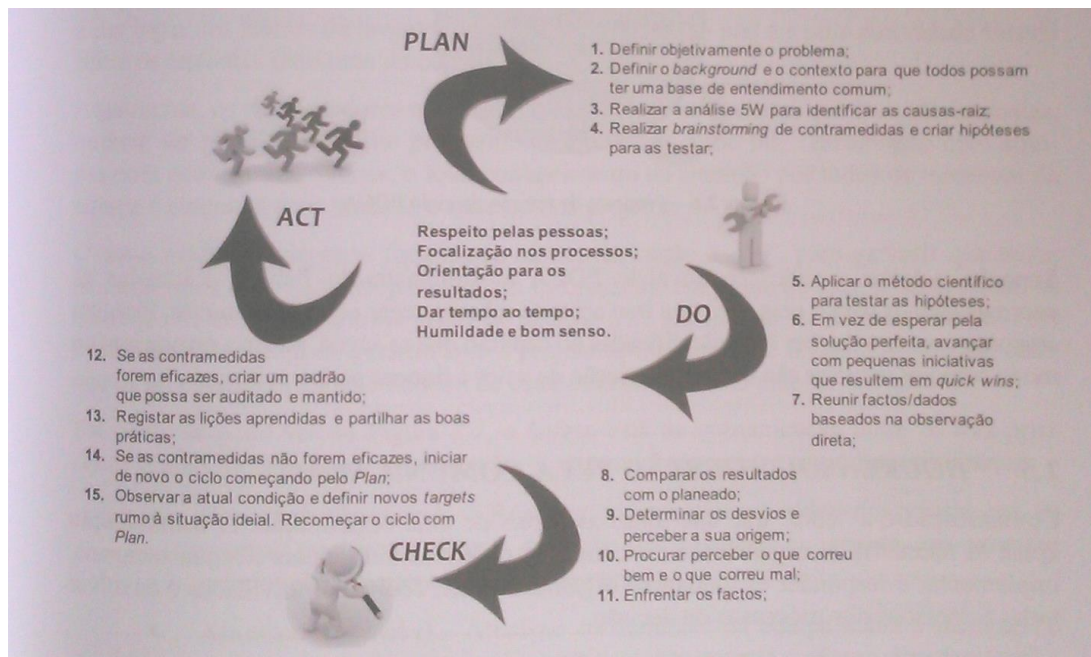 PLAN
1. Definir objetivamente o problema;
2. Definir o background e o contexto para que todos possam
ter uma base de entendimento comum;
3. Realizar a análise 5W para identificar as causas-raiz;
4. Realizar brainstorming de contramedidas e criar hipóteses
para as testar;
ACT
Respeito pelas pessoas;
Focalização nos processos;
Orientação para os
resultados;
Dar tempo ao tempo;
Humildade e bom senso.
DO
5. Aplicar o método científico
para testar as hipóteses;
6. Em vez de esperar pela
solução perfeita, avançar
com pequenas iniciativas
que resultem em quick wins;
7. Reunir factos/dados
baseados na observação
direta;
12. Se as contramedidas
forem eficazes, criar um padrão
que possa ser auditado e mantido;
13. Registar as lições aprendidas e partilhar as boas
práticas;
14. Se as contramedidas não forem eficazes, iniciar
de novo o ciclo começando pelo Plan;
15. Observar a atual condição e definir novos targets
rumo à situação ideial. Recomeçar o ciclo com
Plan.
CHECK
8. Comparar os resultados
com o planeado;
9. Determinar os desvios e
perceber a sua origem;
10. Procurar perceber o que correu
bem e o que correu mal;
11. Enfrentar os factos;